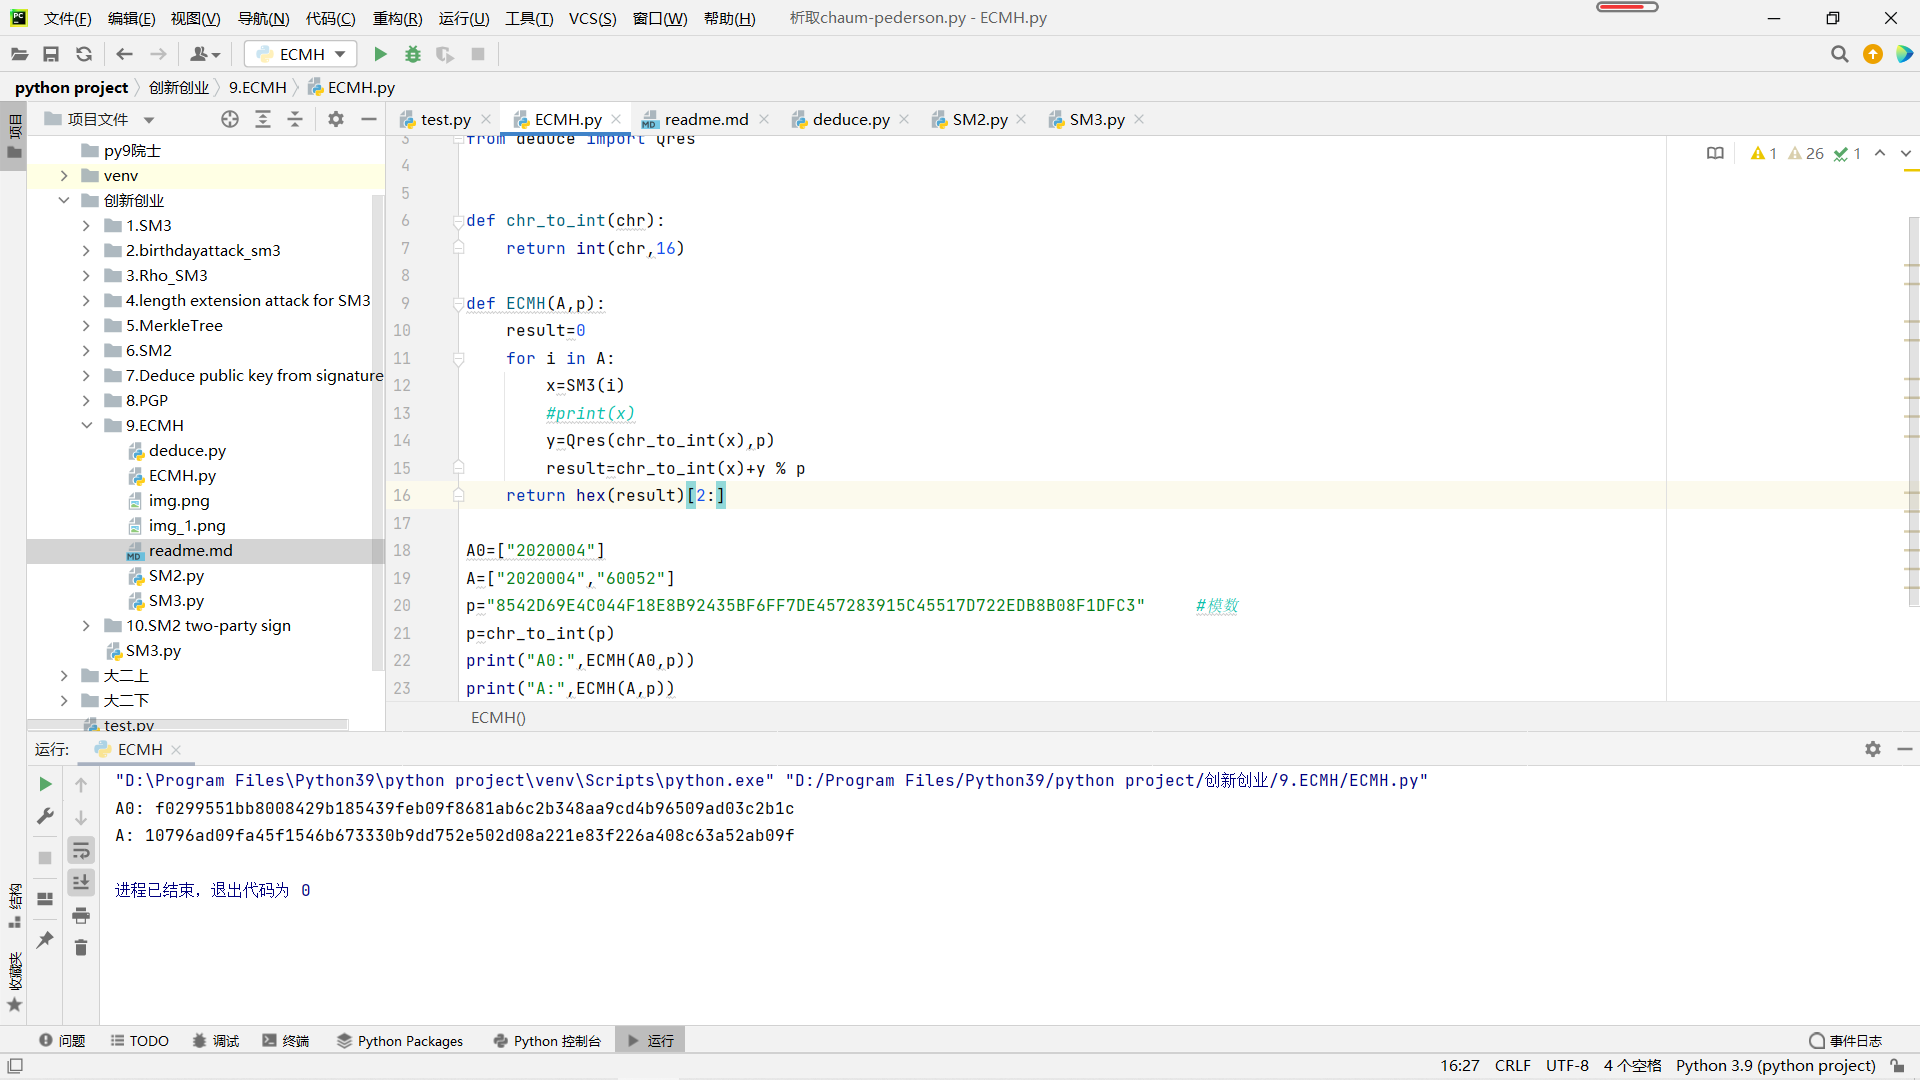 文件(F) 编辑(E) 视图(V) 导航(N) 代码(C) 重构(R) 运行(U) 工具(T) VCS(S) 窗口(W) 帮助(H) 析取chaum-pederson.py - ECMH.py
ECMH
python project 创新创业 9.ECMH ECMH.py
项目
项目文件
py9院士
venv
创新创业
1.SM3
2.birthdayattack_sm3
3.Rho_SM3
4.length extension attack for SM3
5.MerkleTree
6.SM2
7.Deduce public key from signature
8.PGP
9.ECMH
deduce.py
ECMH.py
img.png
img_1.png
readme.md
SM2.py
SM3.py
10.SM2 two-party sign
SM3.py
大二上
大二下
test.py
test.py ECMH.py readme.md deduce.py SM2.py SM3.py
1 26 1
3 from deduce import Qres
4
5
6 def chr_to_int(chr):
7 return int(chr,16)
8
9 def ECMH(A,p):
10 result=0
11 for i in A:
12 x=SM3(i)
13 #print(x)
14 y=Qres(chr_to_int(x),p)
15 result=chr_to_int(x)+y % p
16 return hex(result)[2:]
17
18 A0=["2020004"]
19 A=["2020004","60052"]
20 p="8542D69E4C044F18E8B92435BF6FF7DE457283915C45517D722EDB8B08F1DFC3" #模数
21 p=chr_to_int(p)
22 print("A0:",ECMH(A0,p))
23 print("A:",ECMH(A,p))
ECMH()
运行: ECMH
"D:\Program Files\Python39\python project\venv\Scripts\python.exe" "D:/Program Files/Python39/python project/创新创业/9.ECMH/ECMH.py"
A0: f0299551bb8008429b185439feb09f8681ab6c2b348aa9cd4b96509ad03c2b1c
A: 10796ad09fa45f1546b673330b9dd752e502d08a221e83f226a408c63a52ab09f
进程已结束，退出代码为 0
结构
收藏夹
问题 TODO 调试 终端 Python Packages Python 控制台 运行 事件日志
16:27 CRLF UTF-8 4 个空格 Python 3.9 (python project)